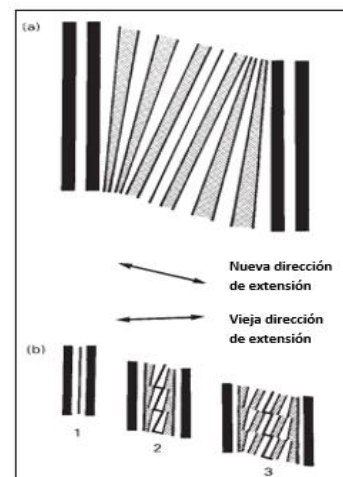 (a)
Nueva dirección
de extensión
Vieja dirección
de extensión
(b)
1
2
3